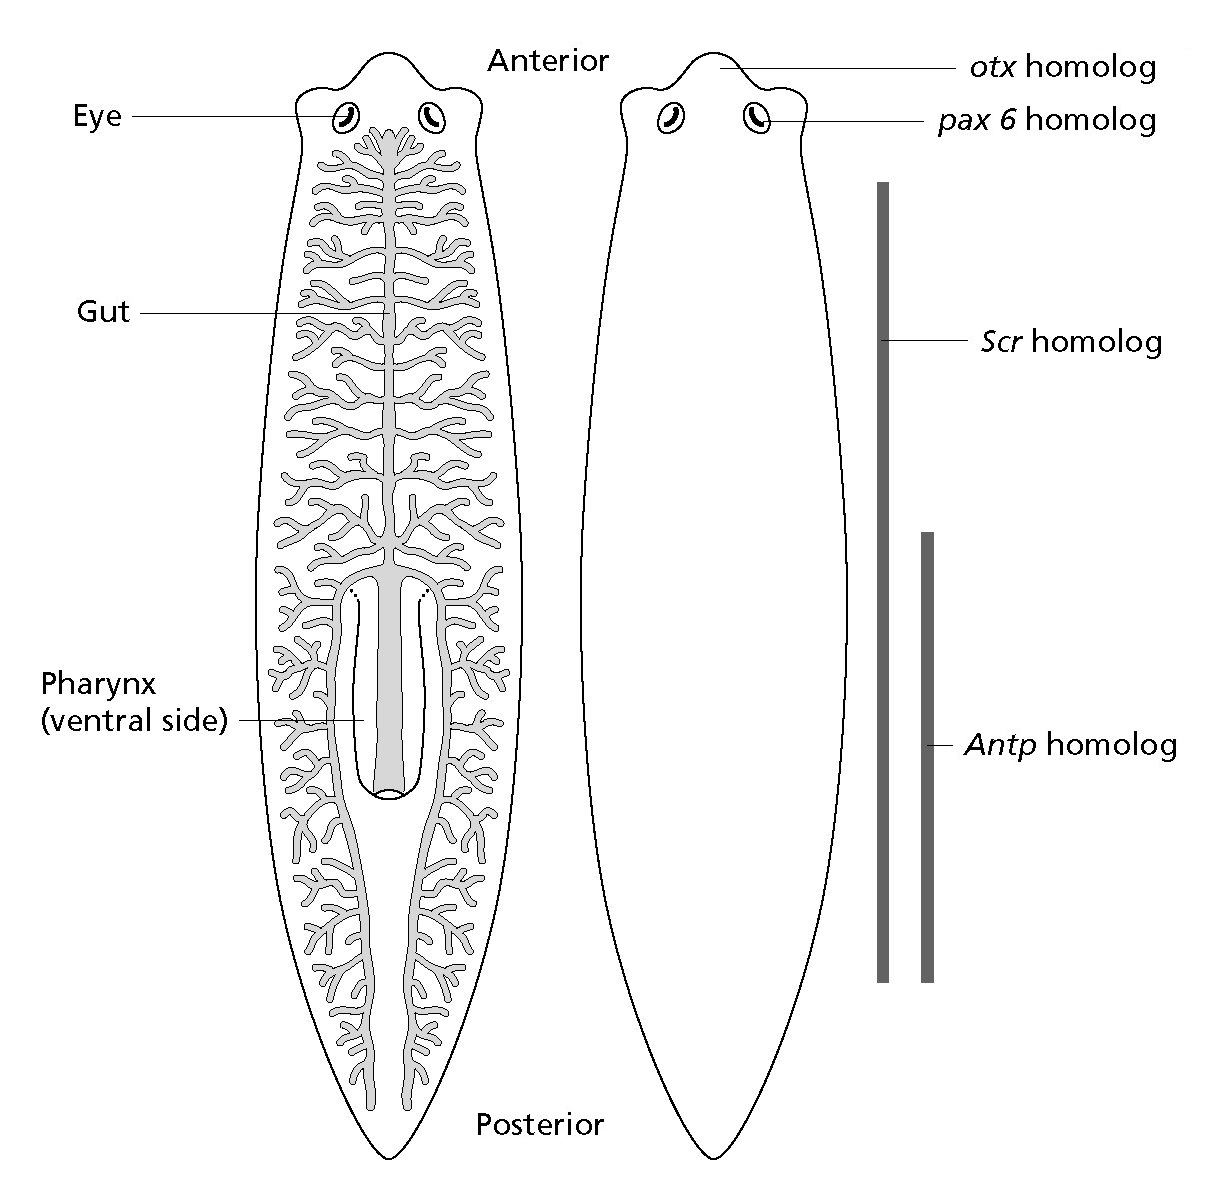 Anterior
otx homolog
Eye
pax 6 homolog
Gut
Scr homolog
Pharynx
(ventral side)
Antp homolog
Posterior